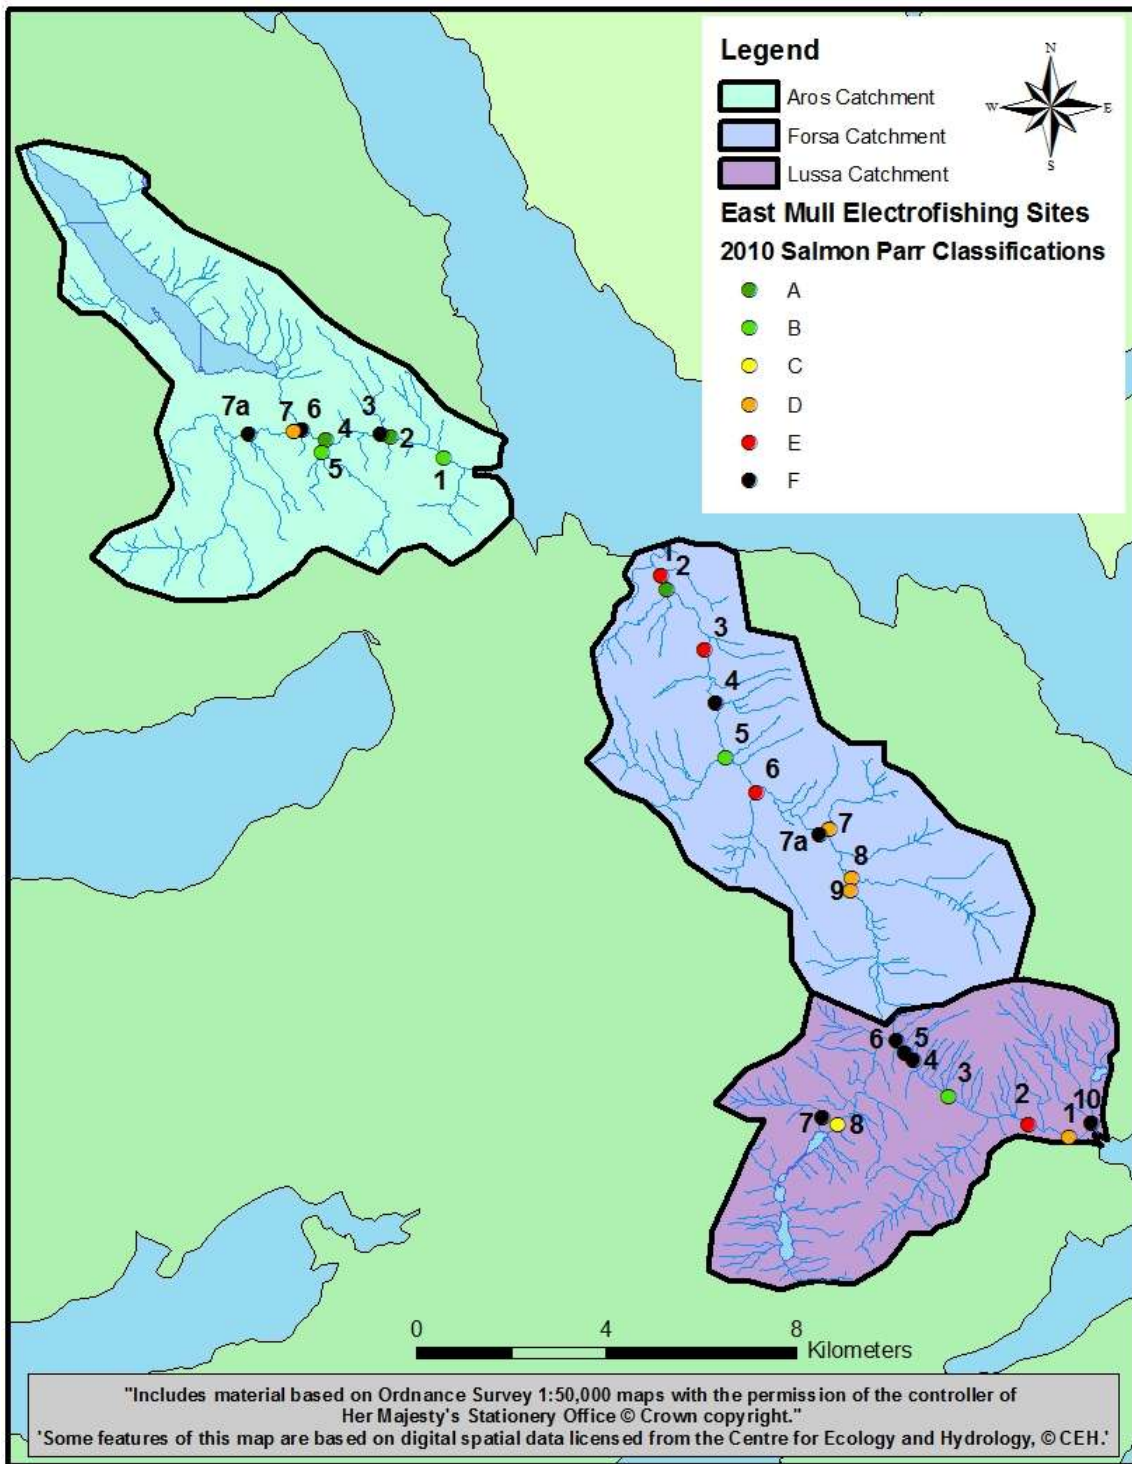 Legend
N
W E
S
Aros Catchment
Forsa Catchment
Lussa Catchment
East Mull Electrofishing Sites
2010 Salmon Parr Classifications
A
B
C
D
E
F
7a 7 6 4 3 2
5 1
1 2
3
4
5
6
7
7a
8
9
6 5
4
3
2 1 10
7 8
0 4 8
Kilometers
"Includes material based on Ordnance Survey 1:50,000 maps with the permission of the controller of
Her Majesty's Stationery Office © Crown copyright."
'Some features of this map are based on digital spatial data licensed from the Centre for Ecology and Hydrology, © CEH.'